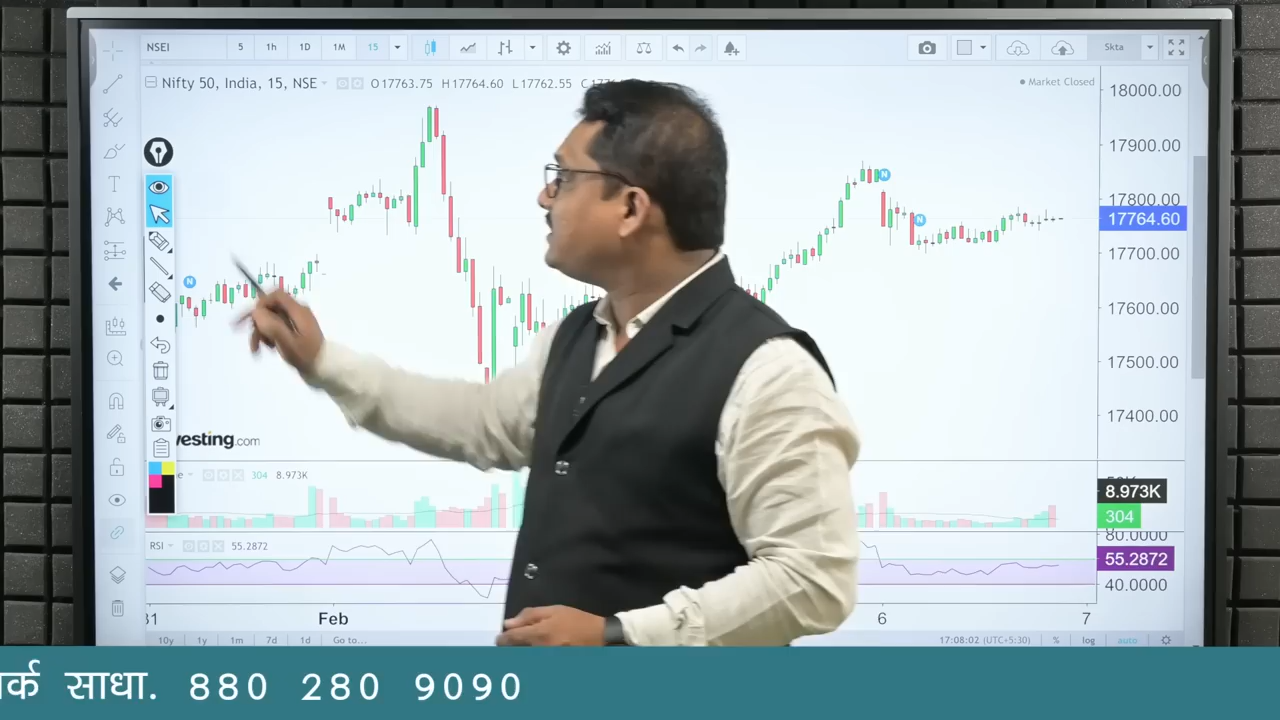 NSEI 5 1h 1D 1M 15 Skta
Nifty 50, India, 15, NSE O17763.75 H17764.60 L17762.55
Market Closed
18000.00
17900.00
17800.00
17764.60
17700.00
17600.00
17500.00
17400.00
vesting.com
304 8.973K
8.973K
304
80.0000
RSI 55.2872
55.2872
40.0000
Feb 6 7
10y 1y 1m 7d 1d Go to... 17:08:02 (UTC+5:30) % log auto
साधा. 880 280 9090